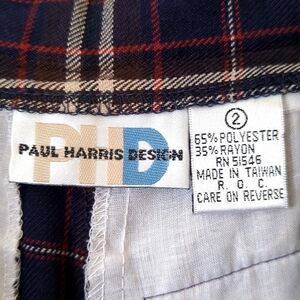 PHD
PAUL HARRIS DESIGN
2
65% POLYESTER
35% RAYON
RN 51546
MADE IN TAIWAN
R. O. C.
CARE ON REVERSE